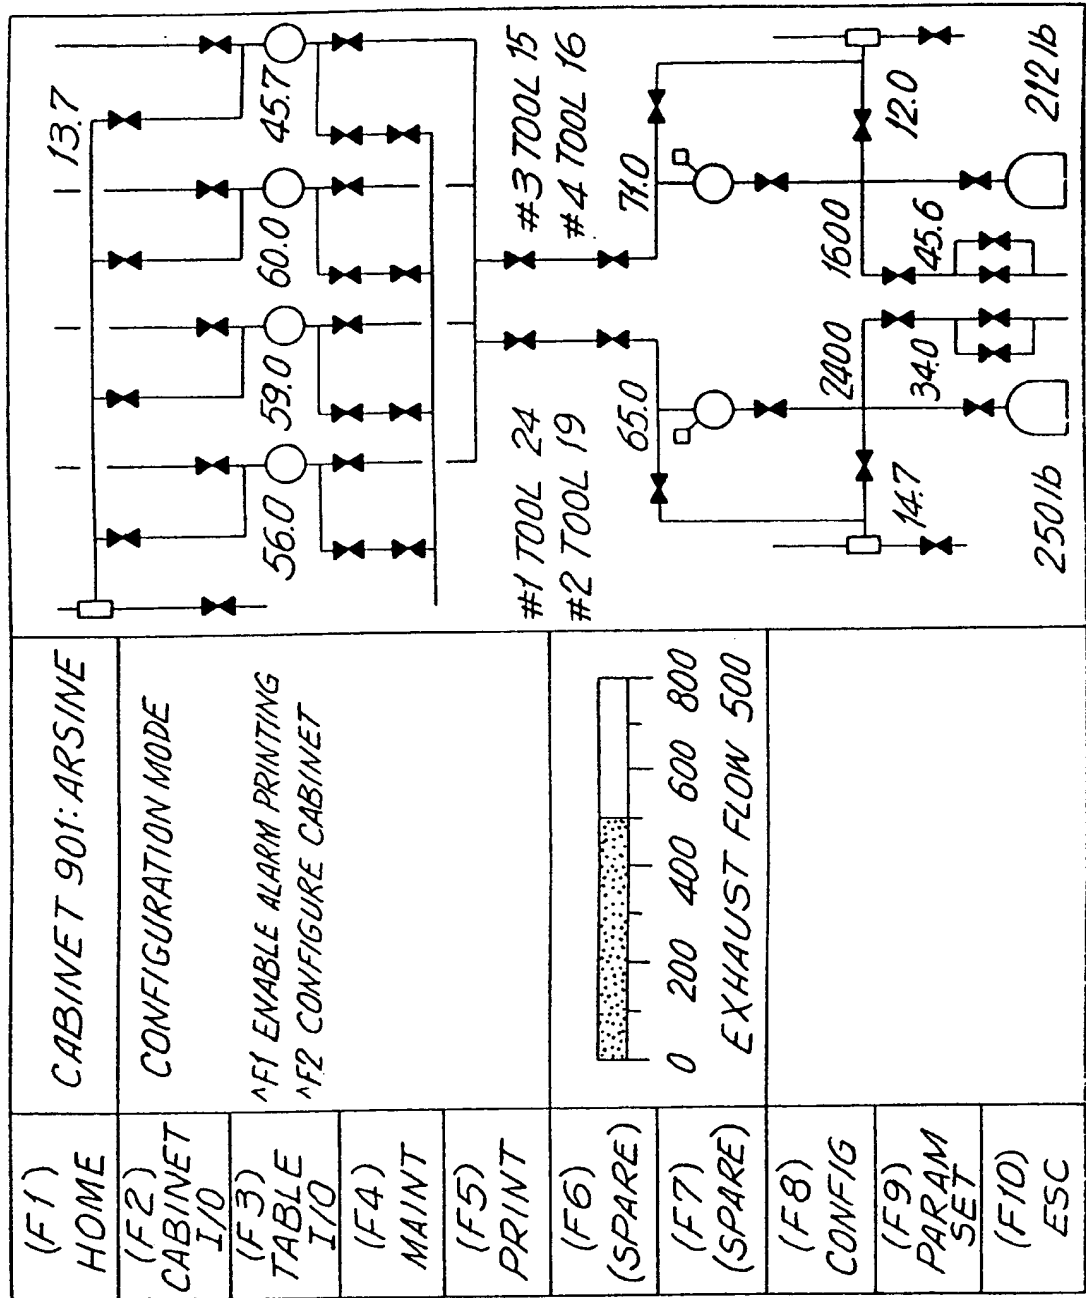 (F1)
HOME
(F2)
CABINET
I/O
(F3)
TABLE
I/O
(F4)
MAINT
(F5)
PRINT
(F6)
(SPARE)
(F7)
(SPARE)
(F8)
CONFIG
(F9)
PARAM
SET
(F10)
ESC
CABINET 901: ARSINE
CONFIGURATION MODE
^F1 ENABLE ALARM PRINTING
^F2 CONFIGURE CABINET
0 200 400 600 800
EXHAUST FLOW 500
13.7
56.0 59.0 60.0 45.7
#1 TOOL 24 #3 TOOL 15
#2 TOOL 19 #4 TOOL 16
65.0 71.0
2400 1600
14.7 34.0 45.6 12.0
250 lb 212 lb